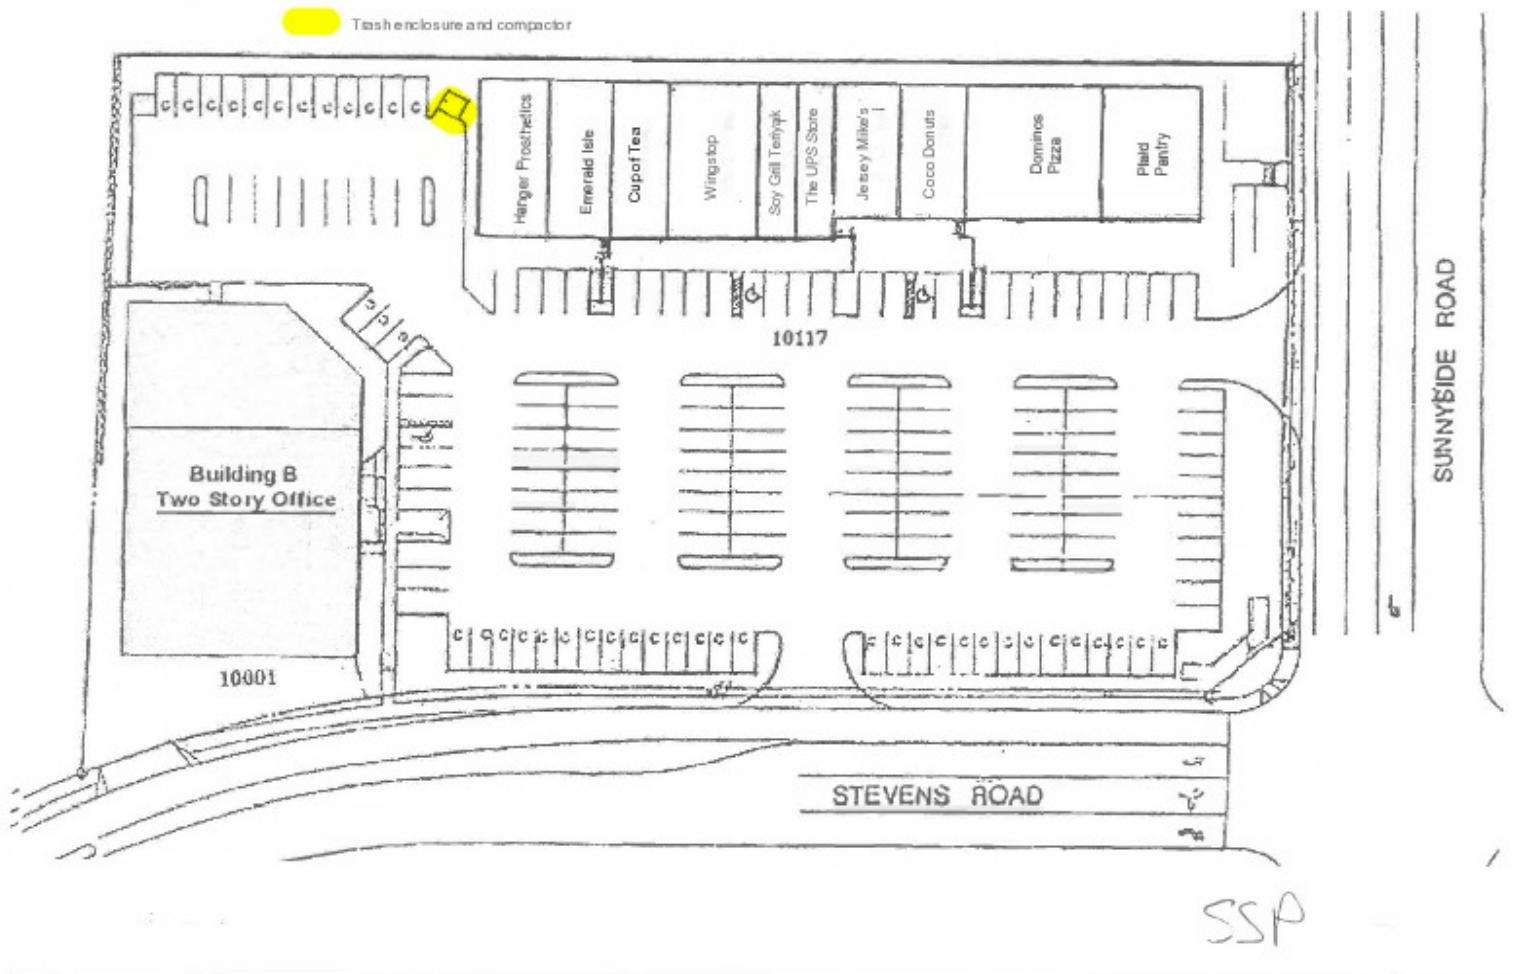 Trash enclosure and compactor
c c c c c c c c c c c c
Hanger Prosthetics
Emerald Isle
Cup of Tea
Wingstop
Soy Grill Teriyak
The UPS Store
Jersey Mike's
Coco Donuts
Dominos
Pizza
Plaid
Pantry
10117
SUNNYSIDE ROAD
Building B
Two Story Office
10001
STEVENS ROAD
SSP